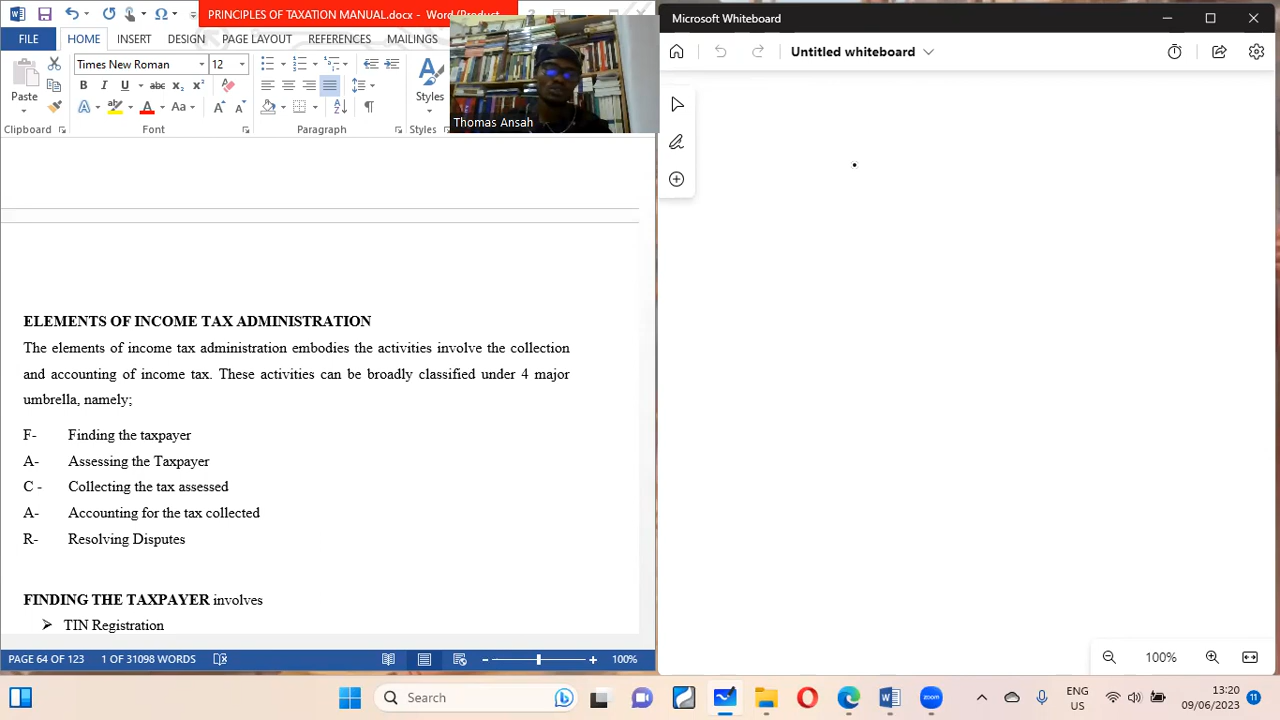 PRINCIPLES OF TAXATION MANUAL.docx - Word (Product
FILE HOME INSERT DESIGN PAGE LAYOUT REFERENCES MAILINGS
Times New Roman 12
Paste
Styles
Clipboard Font Paragraph Styles
Thomas Ansah
ELEMENTS OF INCOME TAX ADMINISTRATION
The elements of income tax administration embodies the activities involve the collection
and accounting of income tax. These activities can be broadly classified under 4 major
umbrella, namely;
F- Finding the taxpayer
A- Assessing the Taxpayer
C - Collecting the tax assessed
A- Accounting for the tax collected
R- Resolving Disputes
FINDING THE TAXPAYER involves
TIN Registration
PAGE 64 OF 123 1 OF 31098 WORDS 100%
Microsoft Whiteboard
Untitled whiteboard
100%
Search
ENG
US
13:20
09/06/2023
11